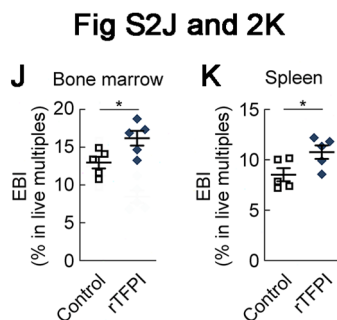 Fig S2J and 2K
J Bone marrow
*
EBI
(% in live multiples)
20
15
10
5
0
Control
rTFPI
K Spleen
*
EBI
(% in live multiples)
15
10
5
0
Control
rTFPI